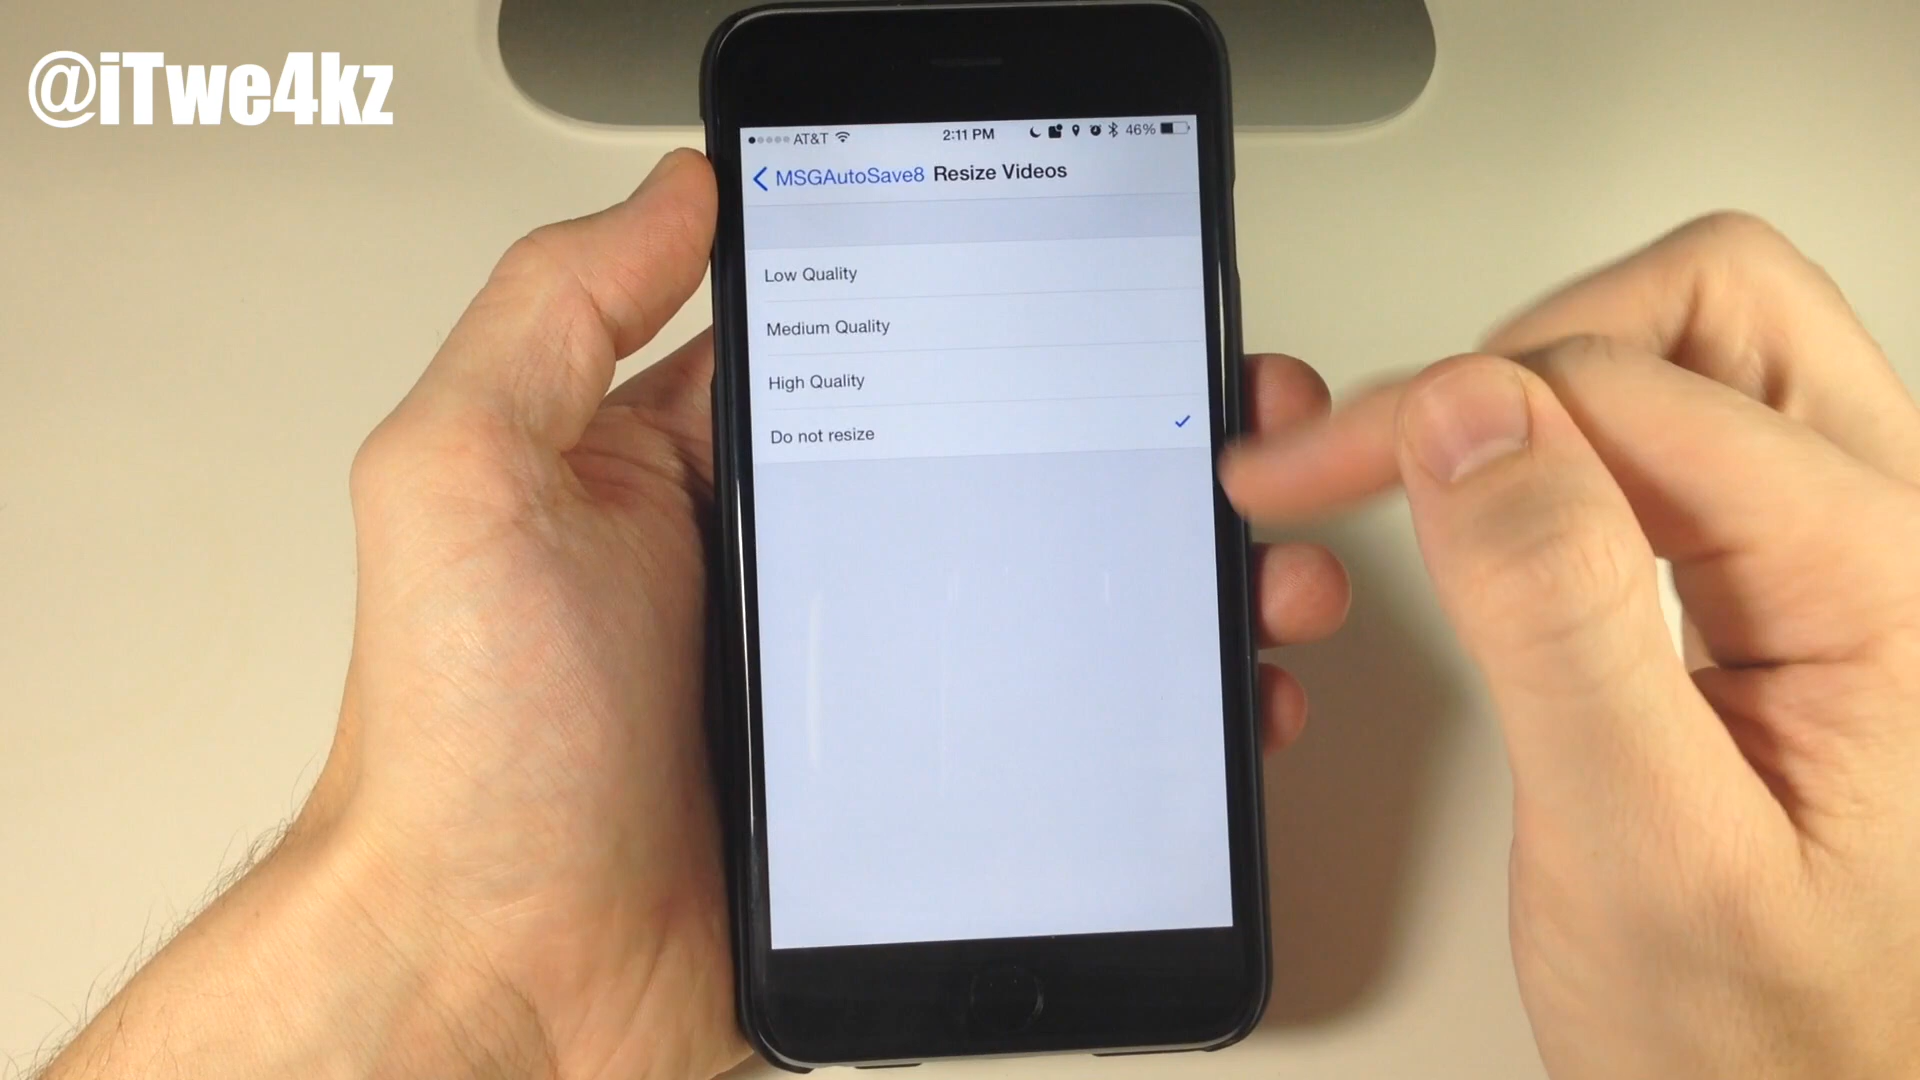 @iTwe4kz
AT&T 2:11 PM 46%
MSGAutoSave8 Resize Videos
Low Quality
Medium Quality
High Quality
Do not resize